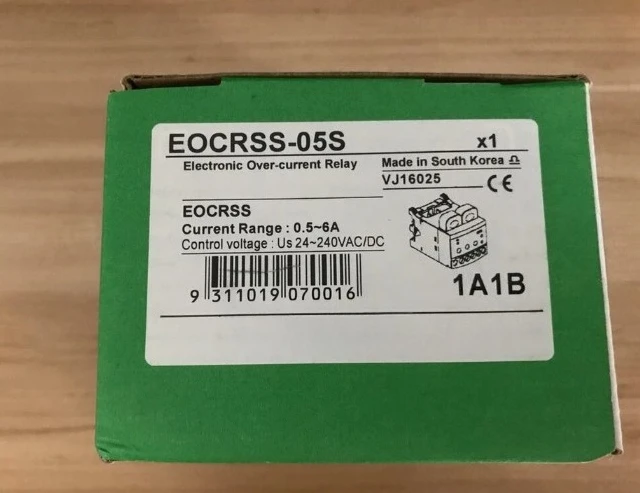 EOCRSS-05S x1
Electronic Over-current Relay Made in South Korea
VJ16025 CE
EOCRSS
Current Range : 0.5~6A
Control voltage : Us 24~240VAC/DC
9 311019 070016
1A1B